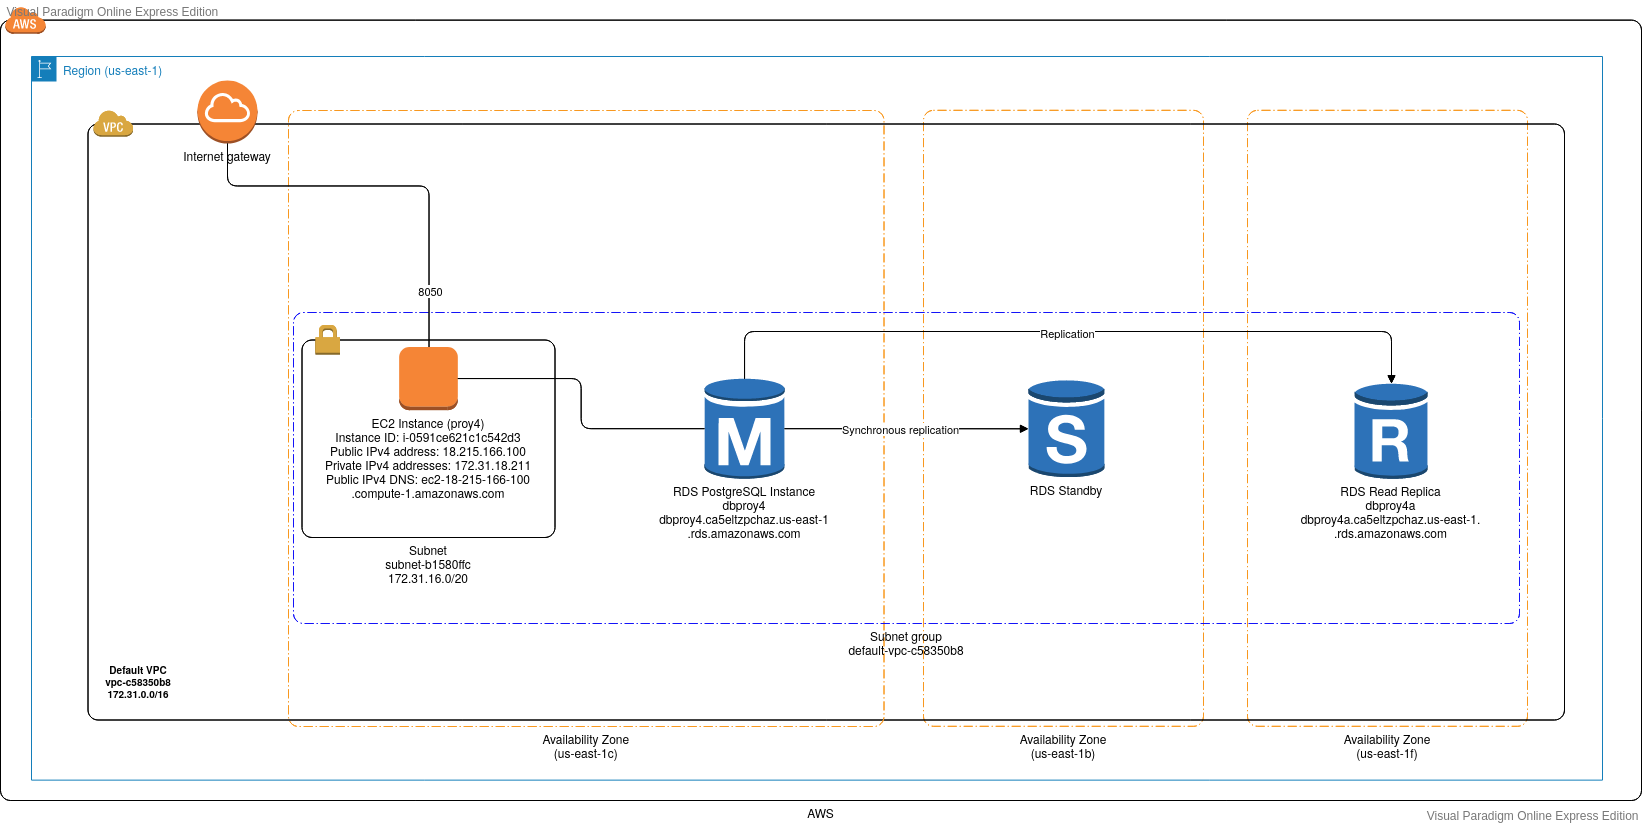 Visual Paradigm Online Express Edition
AWS
Region (us-east-1)
VPC
Internet gateway
8050
Replication
EC2 Instance (proy4)
Instance ID: i-0591ce621c1c542d3
Public IPv4 address: 18.215.166.100
Private IPv4 addresses: 172.31.18.211
Public IPv4 DNS: ec2-18-215-166-100
.compute-1.amazonaws.com
M
Synchronous replication
S
R
RDS PostgreSQL Instance
dbproy4
dbproy4.ca5eltzpchaz.us-east-1
.rds.amazonaws.com
RDS Standby
RDS Read Replica
dbproy4a
dbproy4a.ca5eltzpchaz.us-east-1.
.rds.amazonaws.com
Subnet
subnet-b1580ffc
172.31.16.0/20
Subnet group
default-vpc-c58350b8
Default VPC
vpc-c58350b8
172.31.0.0/16
Availability Zone
(us-east-1c)
Availability Zone
(us-east-1b)
Availability Zone
(us-east-1f)
AWS
Visual Paradigm Online Express Edition